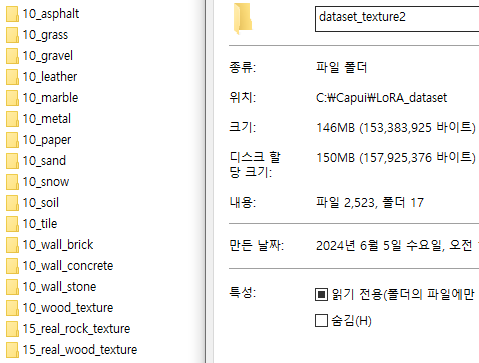 10_asphalt
10_grass
10_gravel
10_leather
10_marble
10_metal
10_paper
10_sand
10_snow
10_soil
10_tile
10_wall_brick
10_wall_concrete
10_wall_stone
10_wood_texture
15_real_rock_texture
15_real_wood_texture
dataset_texture2
종류: 파일 폴더
위치: C:₩Capui₩LoRA_dataset
크기: 146MB (153,383,925 바이트)
디스크 할 150MB (157,925,376 바이트)
당 크기:
내용: 파일 2,523, 폴더 17
만든 날짜: 2024년 6월 5일 수요일, 오전
특성: 읽기 전용(폴더의 파일에만
숨김(H)